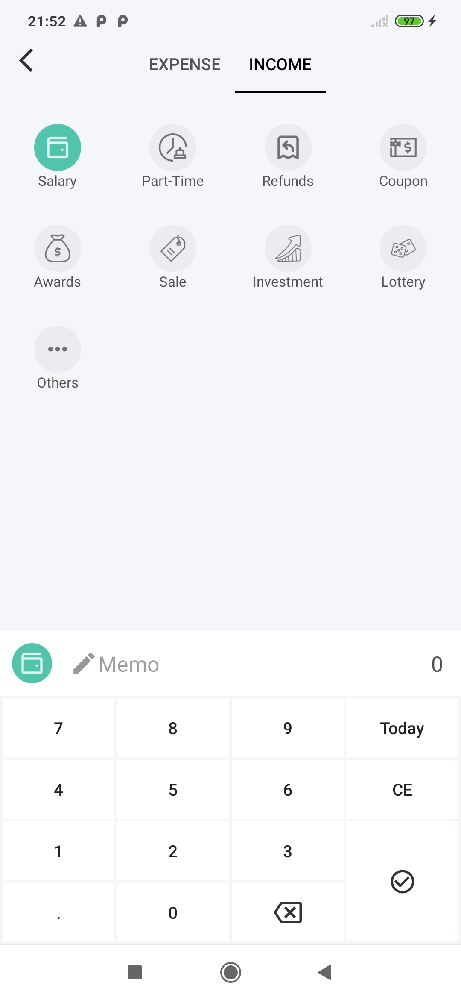 21:52 97
EXPENSE INCOME
Salary Part-Time Refunds Coupon
Awards Sale Investment Lottery
Others
Memo 0
7 8 9 Today
4 5 6 CE
1 2 3
. 0